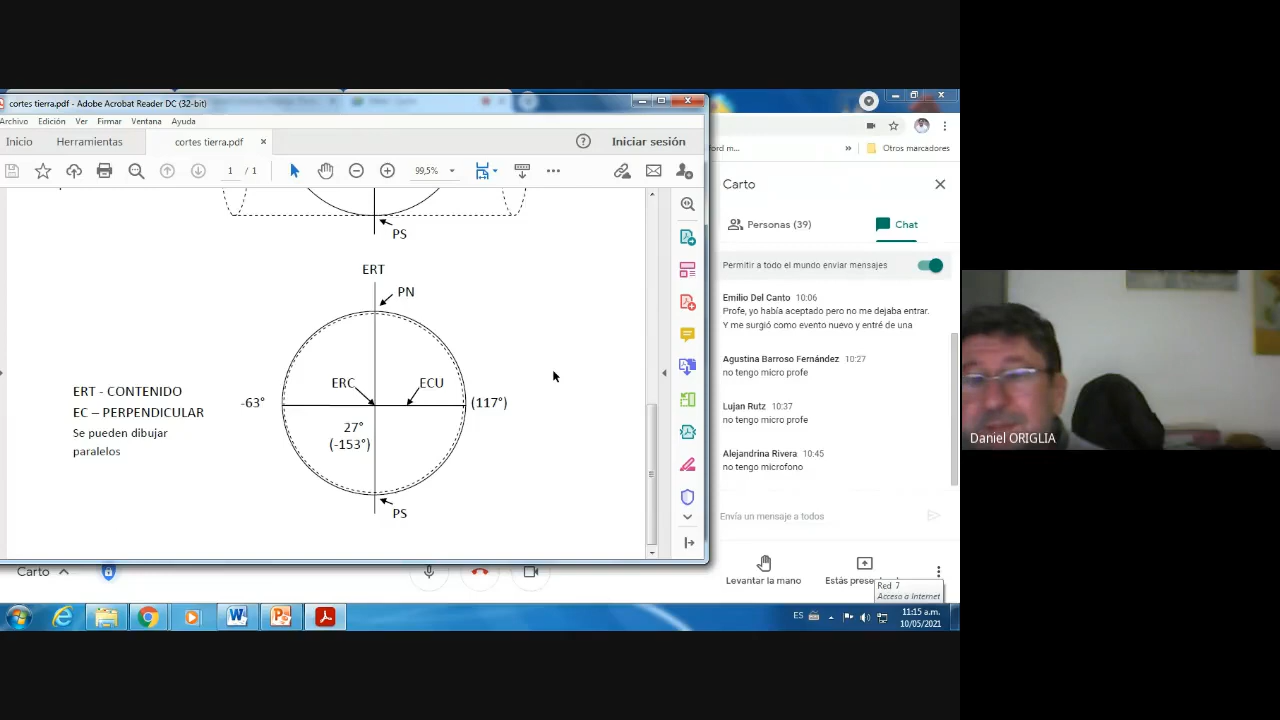 cortes tierra.pdf - Adobe Acrobat Reader DC (32-bit)
Archivo Edición Ver Firmar Ventana Ayuda
Inicio Herramientas cortes tierra.pdf Iniciar sesión
1 / 1 99,5%
PS
ERT
PN
ERC ECU
ERT - CONTENIDO
EC – PERPENDICULAR
Se pueden dibujar
paralelos
-63° (117°)
27°
(-153°)
PS
Otros marcadores
Carto
Personas (39) Chat
Permitir a todo el mundo enviar mensajes
Emilio Del Canto 10:06
Profe, yo había aceptado pero no me dejaba entrar.
Y me surgió como evento nuevo y entré de una
Agustina Barroso Fernández 10:27
no tengo micro profe
Lujan Rutz 10:37
no tengo micro profe
Alejandrina Rivera 10:45
no tengo microfono
Envía un mensaje a todos
Levantar la mano
Red 7
Acceso a Internet
Carto
ES
11:15 a.m.
10/05/2021
Daniel ORIGLIA